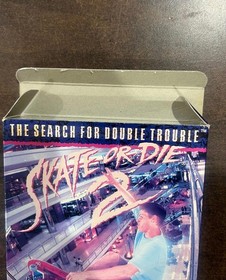 THE SEARCH FOR DOUBLE TROUBLE™
SKATE OR DIE
2